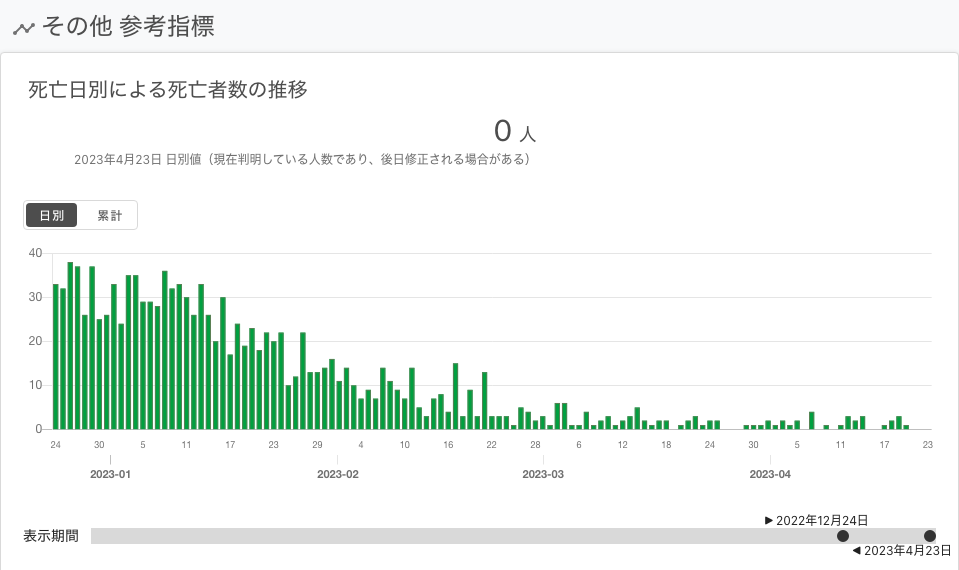 その他 参考指標
死亡日別による死亡者数の推移
0 人
2023年4月23日 日別値（現在判明している人数であり、後日修正される場合がある）
日別 累計
40
30
20
10
0
24 30 5 11 17 23 29 4 10 16 22 28 6 12 18 24 30 5 11 17 23
2023-01 2023-02 2023-03 2023-04
▶ 2022年12月24日
表示期間
◀ 2023年4月23日